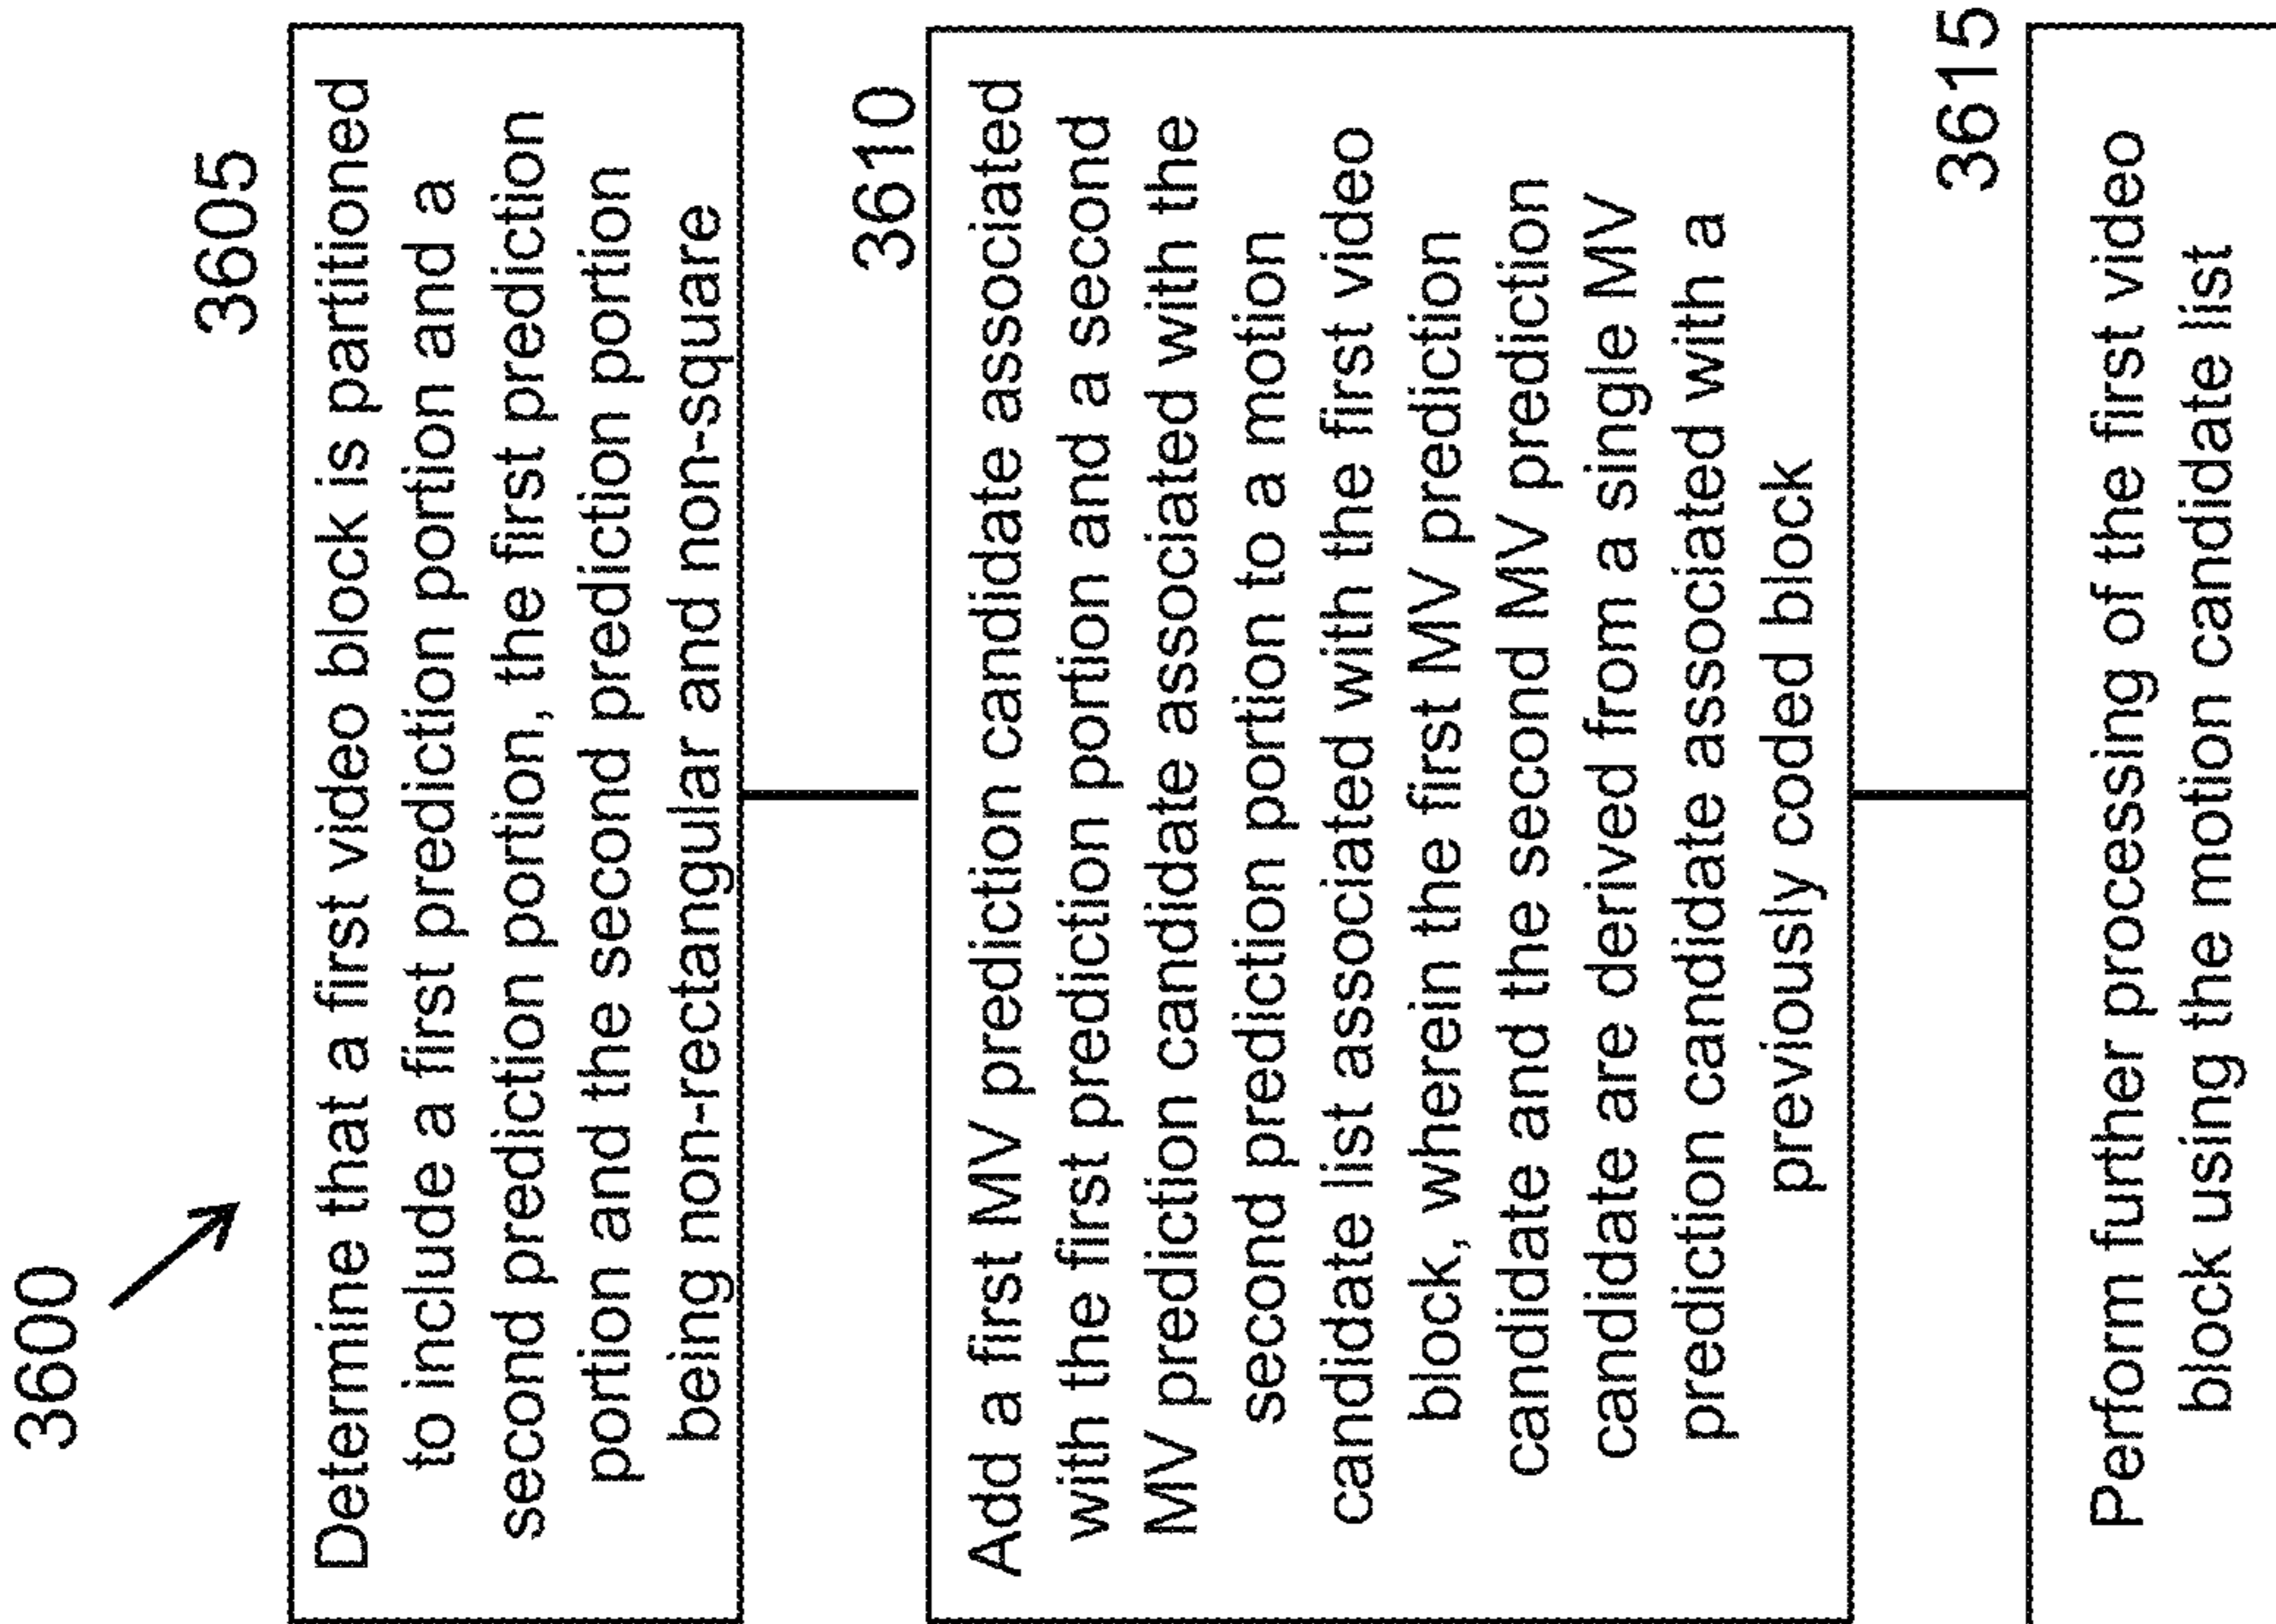 3600
3605
Determine that a first video block is partitioned
to include a first prediction portion and a
second prediction portion, the first prediction
portion and the second prediction portion
being non-rectangular and non-square
3610
Add a first MV prediction candidate associated
with the first prediction portion and a second
MV prediction candidate associated with the
second prediction portion to a motion
candidate list associated with the first video
block, wherein the first MV prediction
candidate and the second MV prediction
candidate are derived from a single MV
prediction candidate associated with a
previously coded block
3615
Perform further processing of the first video
block using the motion candidate list